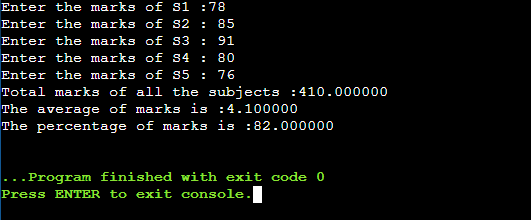 Enter the marks of S1 :78
Enter the marks of S2 : 85
Enter the marks of S3 : 91
Enter the marks of S4 : 80
Enter the marks of S5 : 76
Total marks of all the subjects :410.000000
The average of marks is :4.100000
The percentage of marks is :82.000000
...Program finished with exit code 0
Press ENTER to exit console.